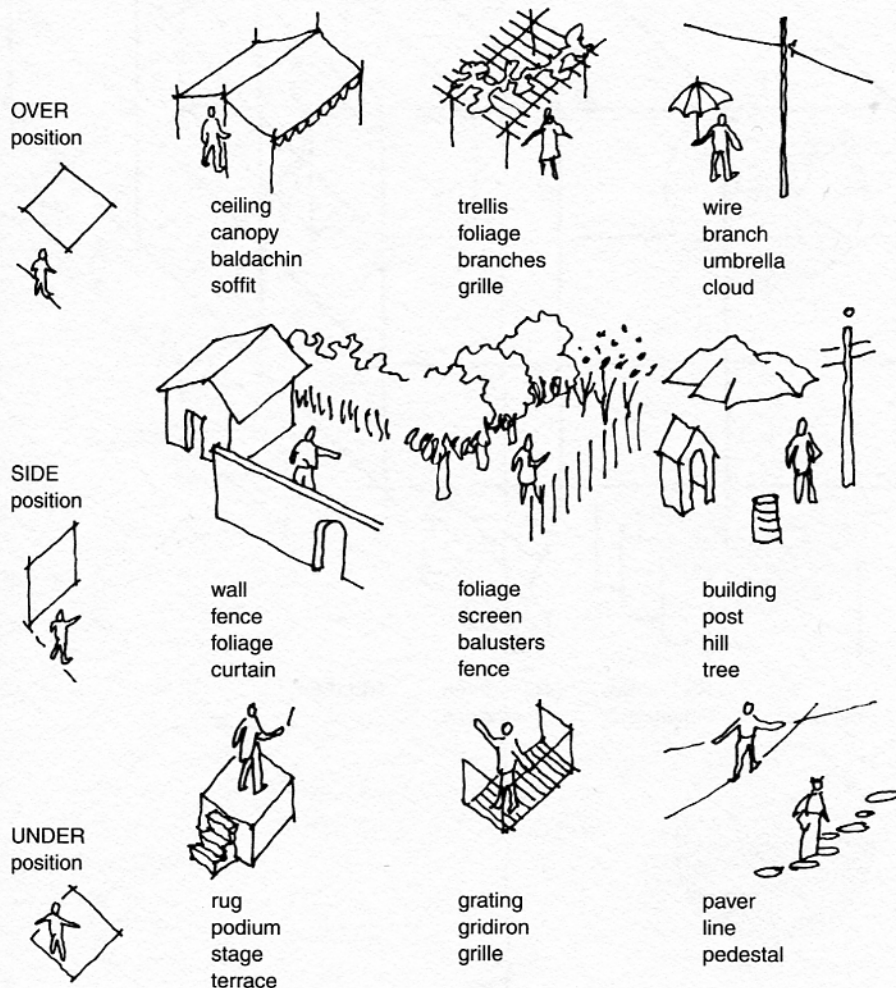 OVER
position
ceiling
canopy
baldachin
soffit
trellis
foliage
branches
grille
wire
branch
umbrella
cloud
SIDE
position
wall
fence
foliage
curtain
foliage
screen
balusters
fence
building
post
hill
tree
UNDER
position
rug
podium
stage
terrace
grating
gridiron
grille
paver
line
pedestal